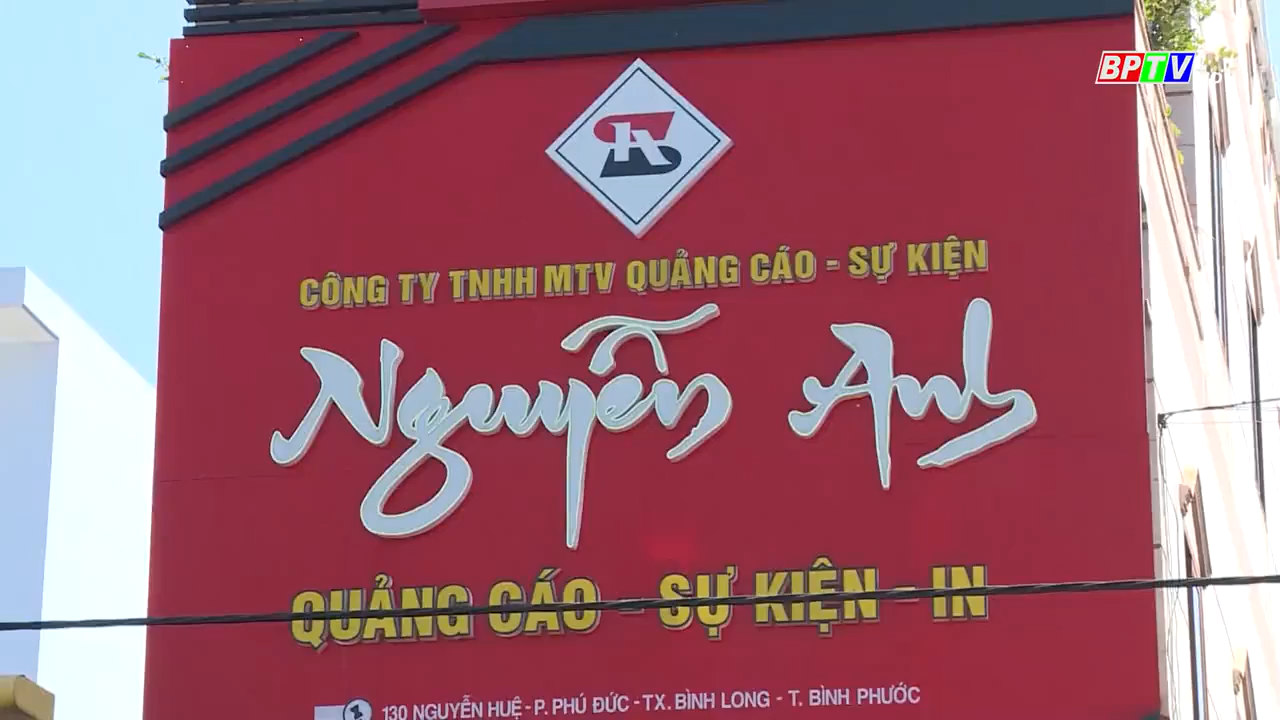 BPTV
CÔNG TY TNHH MTV QUẢNG CÁO - SỰ KIỆN
Nguyễn Anh
QUẢNG CÁO - SỰ KIỆN - IN
130 NGUYỄN HUỆ - P. PHÚ ĐỨC - TX. BÌNH LONG - T. BÌNH PHƯỚC